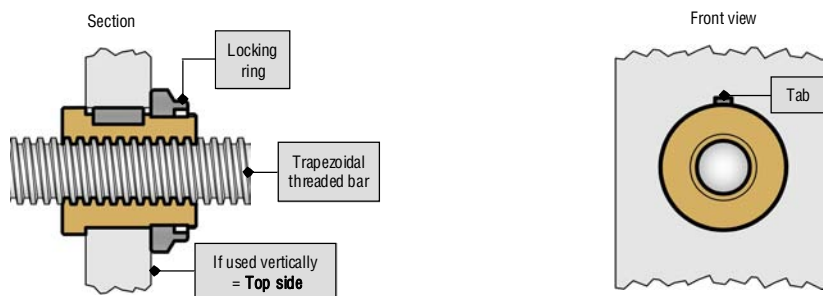 Section
Front view
Locking
ring
Tab
Trapezoidal
threaded bar
If used vertically
= Top side